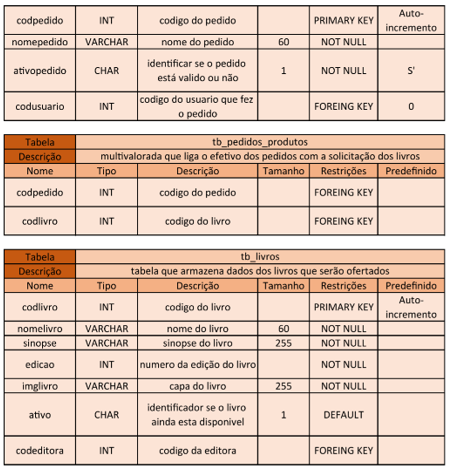 codpedido INT codigo do pedido PRIMARY KEY Auto-
incremento
nomepedido VARCHAR nome do pedido 60 NOT NULL
ativopedido CHAR identificar se o pedido
está valido ou não 1 NOT NULL S'
codusuario INT codigo do usuario que fez
o pedido FOREING KEY 0
Tabela tb_pedidos_produtos
Descrição multivalorada que liga o efetivo dos pedidos com a solicitação dos livros
Nome Tipo Descrição Tamanho Restrições Predefinido
codpedido INT codigo do pedido FOREING KEY
codlivro INT codigo do livro FOREING KEY
Tabela tb_livros
Descrição tabela que armazena dados dos livros que serão ofertados
Nome Tipo Descrição Tamanho Restrições Predefinido
codlivro INT codigo do livro PRIMARY KEY Auto-
incremento
nomelivro VARCHAR nome do livro 60 NOT NULL
sinopse VARCHAR sinopse do livro 255 NOT NULL
edicao INT numero da edição do livro NOT NULL
imglivro VARCHAR capa do livro 255 NOT NULL
ativo CHAR identificador se o livro
ainda esta disponivel 1 DEFAULT
codeditora INT codigo da editora FOREING KEY